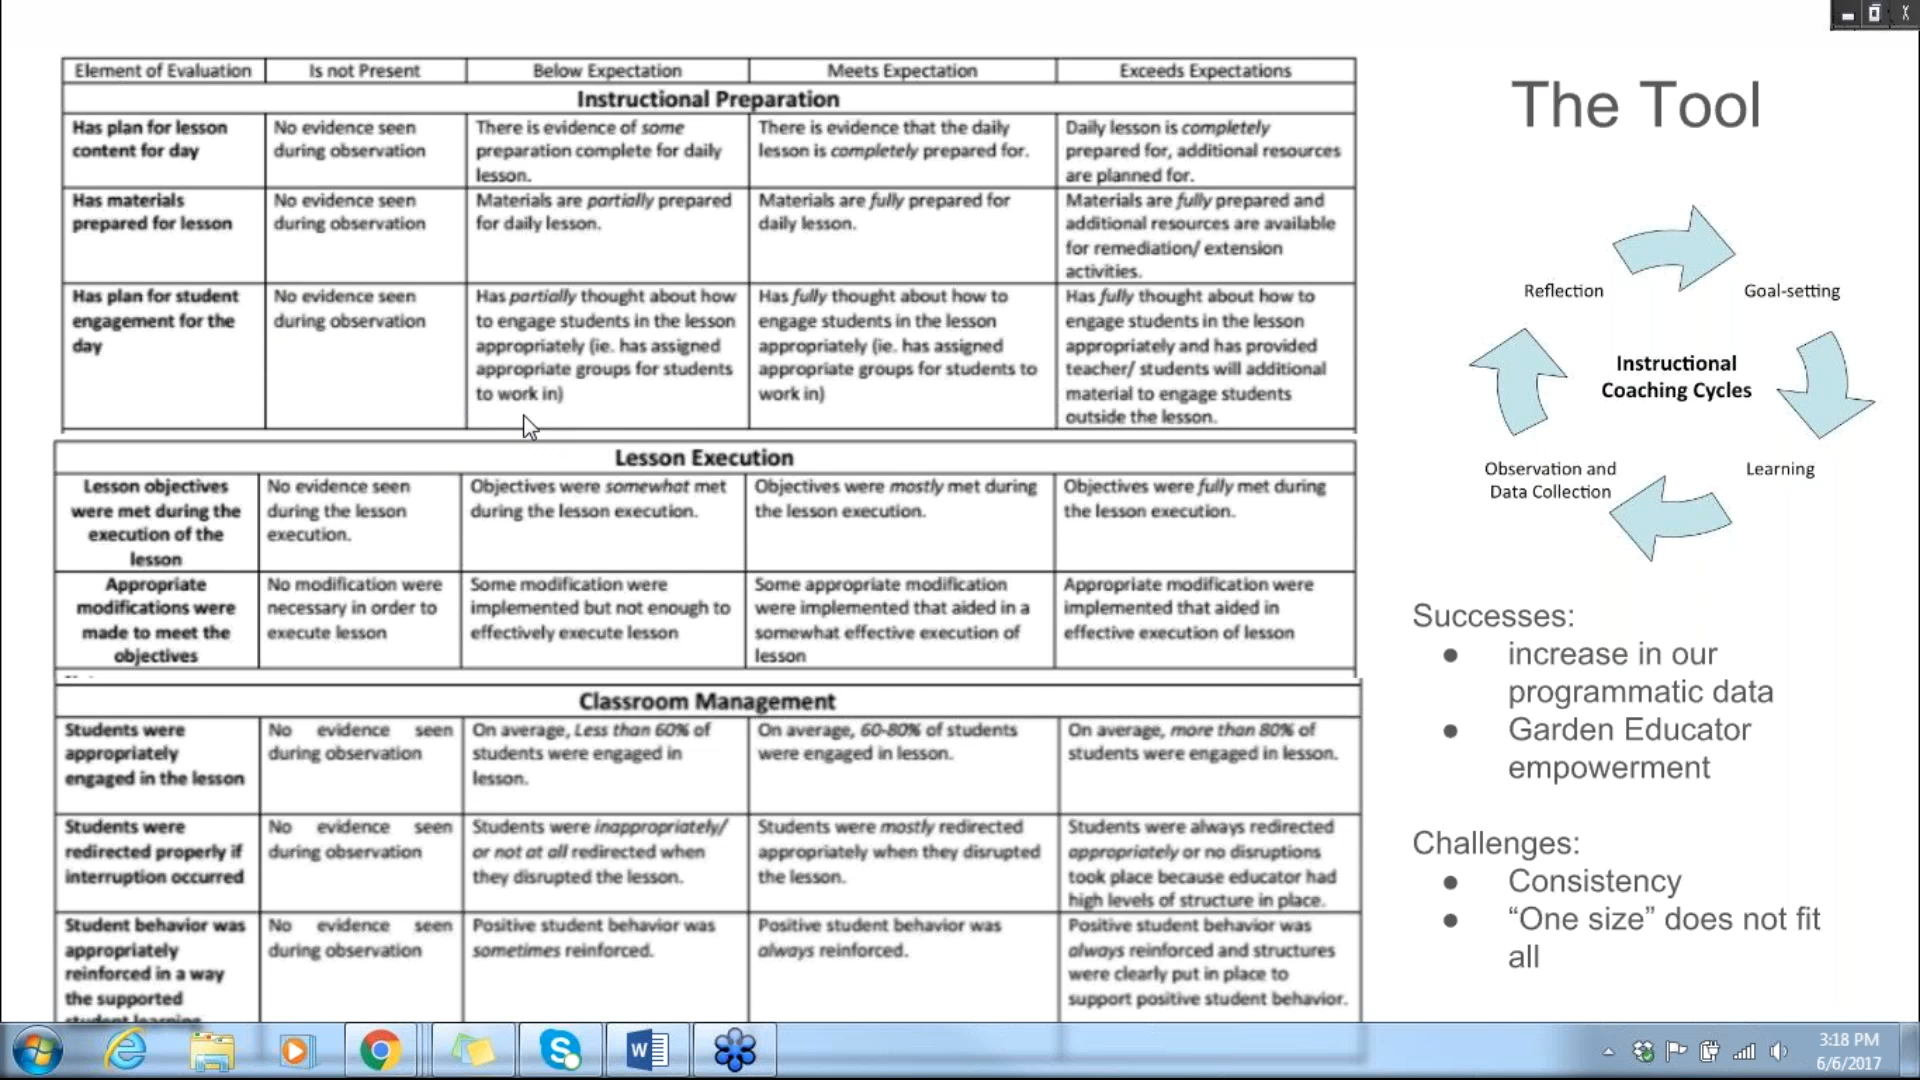 Element of Evaluation Is not Present Below Expectation Meets Expectation Exceeds Expectations
Instructional Preparation
Has plan for lesson
content for day
No evidence seen
during observation
There is evidence of some
preparation complete for daily
lesson.
There is evidence that the daily
lesson is completely prepared for.
Daily lesson is completely
prepared for, additional resources
are planned for.
Has materials
prepared for lesson
No evidence seen
during observation
Materials are partially prepared
for daily lesson.
Materials are fully prepared for
daily lesson.
Materials are fully prepared and
additional resources are available
for remediation/ extension
activities.
Has plan for student
engagement for the
day
No evidence seen
during observation
Has partially thought about how
to engage students in the lesson
appropriately (ie. has assigned
appropriate groups for students
to work in)
Has fully thought about how to
engage students in the lesson
appropriately (ie. has assigned
appropriate groups for students to
work in)
Has fully thought about how to
engage students in the lesson
appropriately and has provided
teacher/ students will additional
material to engage students
outside the lesson.
Lesson Execution
Lesson objectives
were met during the
execution of the
lesson
No evidence seen
during the lesson
execution.
Objectives were somewhat met
during the lesson execution.
Objectives were mostly met during
the lesson execution.
Objectives were fully met during
the lesson execution.
Appropriate
modifications were
made to meet the
objectives
No modification were
necessary in order to
execute lesson
Some modification were
implemented but not enough to
effectively execute lesson
Some appropriate modification
were implemented that aided in a
somewhat effective execution of
lesson
Appropriate modification were
implemented that aided in
effective execution of lesson
Classroom Management
Students were
appropriately
engaged in the lesson
No evidence seen
during observation
On average, Less than 60% of
students were engaged in
lesson.
On average, 60-80% of students
were engaged in lesson.
On average, more than 80% of
students were engaged in lesson.
Students were
redirected properly if
interruption occurred
No evidence seen
during observation
Students were inappropriately/
or not at all redirected when
they disrupted the lesson.
Students were mostly redirected
appropriately when they disrupted
the lesson.
Students were always redirected
appropriately or no disruptions
took place because educator had
high levels of structure in place.
Student behavior was
appropriately
reinforced in a way
the supported
student learning
No evidence seen
during observation
Positive student behavior was
sometimes reinforced.
Positive student behavior was
always reinforced.
Positive student behavior was
always reinforced and structures
were clearly put in place to
support positive student behavior.
The Tool
Reflection
Goal-setting
Instructional
Coaching Cycles
Observation and
Data Collection
Learning
Successes:
● increase in our
programmatic data
● Garden Educator
empowerment
Challenges:
● Consistency
● “One size” does not fit
all
3:18 PM
6/6/2017